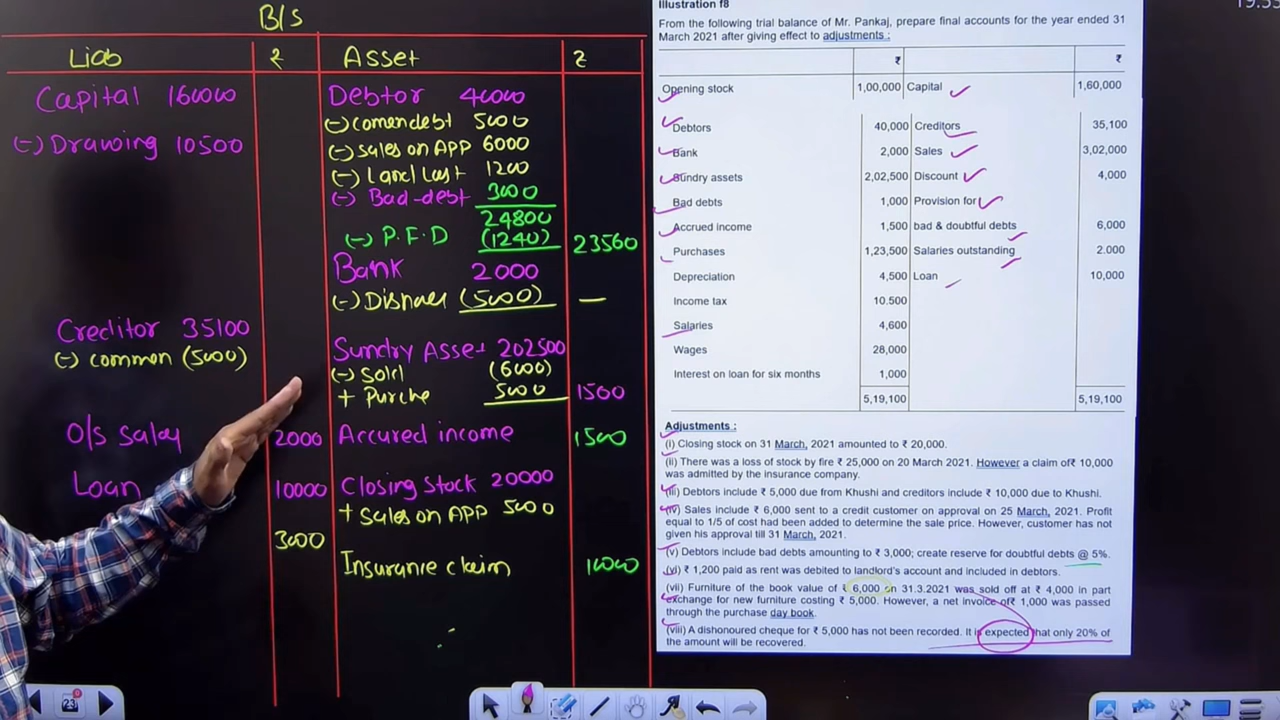 B/S
Liab ₹ Asset ₹
Capital 160000
(-) Drawing 10500
Creditor 35100
(-) common (5000)
O/s Salay 2000
Loan 10000
3000
Debtor 40000
(-) comen debt 5000
(-) Sales on APP 6000
(-) Land Last 1200
(-) Bad-debt 3000
24800
(-) P.F.D (1240) 23560
Bank 2000
(-) Dishoner (5000) —
Sundry Asset 202500
(-) Sold (6000)
+ Purche 5000 1500
Accured income 1500
Closing Stock 20000
+ Sales on APP 5000
Insuranie claim 10000
19:55
Illustration f8
From the following trial balance of Mr. Pankaj, prepare final accounts for the year ended 31
March 2021 after giving effect to adjustments :
₹ ₹
Opening stock 1,00,000 Capital 1,60,000
Debtors 40,000 Creditors 35,100
Bank 2,000 Sales 3,02,000
Sundry assets 2,02,500 Discount 4,000
Bad debts 1,000 Provision for
Accrued income 1,500 bad & doubtful debts 6,000
Purchases 1,23,500 Salaries outstanding 2.000
Depreciation 4,500 Loan 10,000
Income tax 10.500
Salaries 4,600
Wages 28,000
Interest on loan for six months 1,000
5,19,100 5,19,100
Adjustments :
(i) Closing stock on 31 March, 2021 amounted to ₹ 20,000.
(ii) There was a loss of stock by fire ₹ 25,000 on 20 March 2021. However a claim of₹ 10,000
was admitted by the insurance company.
(iii) Debtors include ₹ 5,000 due from Khushi and creditors include ₹ 10,000 due to Khushi.
(iv) Sales include ₹ 6,000 sent to a credit customer on approval on 25 March, 2021. Profit
equal to 1/5 of cost had been added to determine the sale price. However, customer has not
given his approval till 31 March, 2021.
(v) Debtors include bad debts amounting to ₹ 3,000; create reserve for doubtful debts @ 5%.
(vi) ₹ 1,200 paid as rent was debited to landlord's account and included in debtors.
(vii) Furniture of the book value of ₹ 6,000 on 31.3.2021 was sold off at ₹ 4,000 in part
exchange for new furniture costing ₹ 5,000. However, a net invoice of₹ 1,000 was passed
through the purchase day book.
(viii) A dishonoured cheque for ₹ 5,000 has not been recorded. It is expected that only 20% of
the amount will be recovered.
23